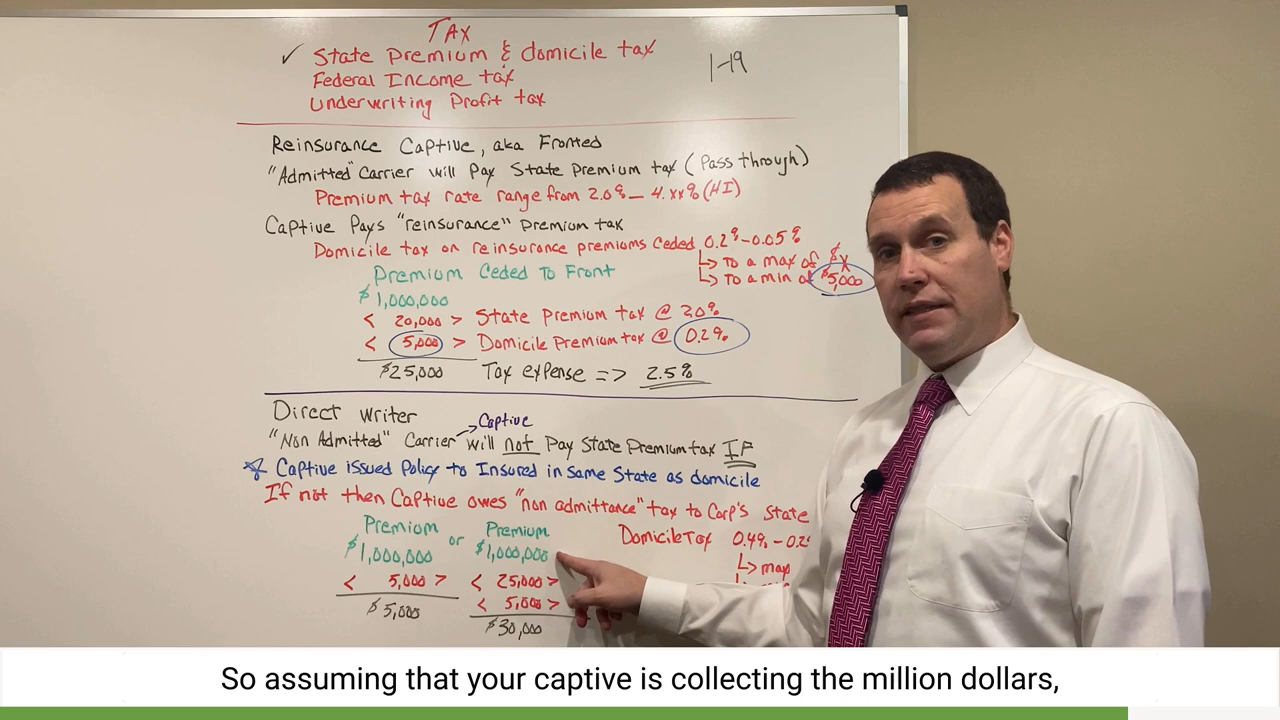 TAX
✓ State Premium & domicile tax
Federal Income tax
Underwriting Profit tax
1-19
Reinsurance Captive, aka Fronted
"Admitted" Carrier will Pay State Premium tax (Pass through)
Premium tax rate range from 2.0% – 4.xx% (HI)
Captive Pays "reinsurance" Premium tax
Domicile tax on reinsurance premiums ceded 0.2% - 0.05%
↳ To a max of $X
↳ To a min of $5,000
Premium Ceded To Front
$1,000,000
< 20,000 > State Premium tax @ 2.0%
< 5,000 > Domicile Premium tax @ 0.2%
$25,000 Tax expense => 2.5%
Direct Writer
→ Captive
"Non Admitted" Carrier will not Pay State Premium tax IF
Captive issued Policy to Insured in Same State as domicile
If not then Captive owes "non admittance" tax to Corp's State
Premium or Premium
$1,000,000 $1,000,000
< 5,000 > < 25,000 >
$5,000 < 5,000 >
$30,000
Domicile Tax 0.4% - 0.2
↳ max
So assuming that your captive is collecting the million dollars,